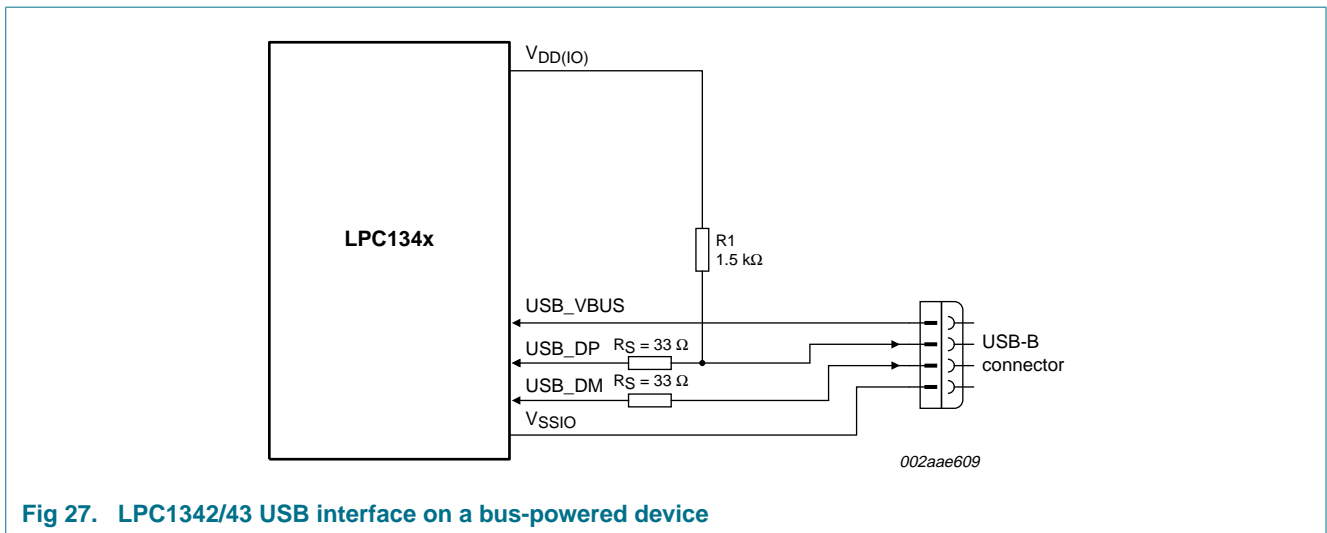 V_DD(IO)
LPC134x
R1
1.5 kΩ
USB_VBUS
USB_DP
R_S = 33 Ω
USB-B
connector
USB_DM
R_S = 33 Ω
V_SSIO
002aae609
Fig 27. LPC1342/43 USB interface on a bus-powered device